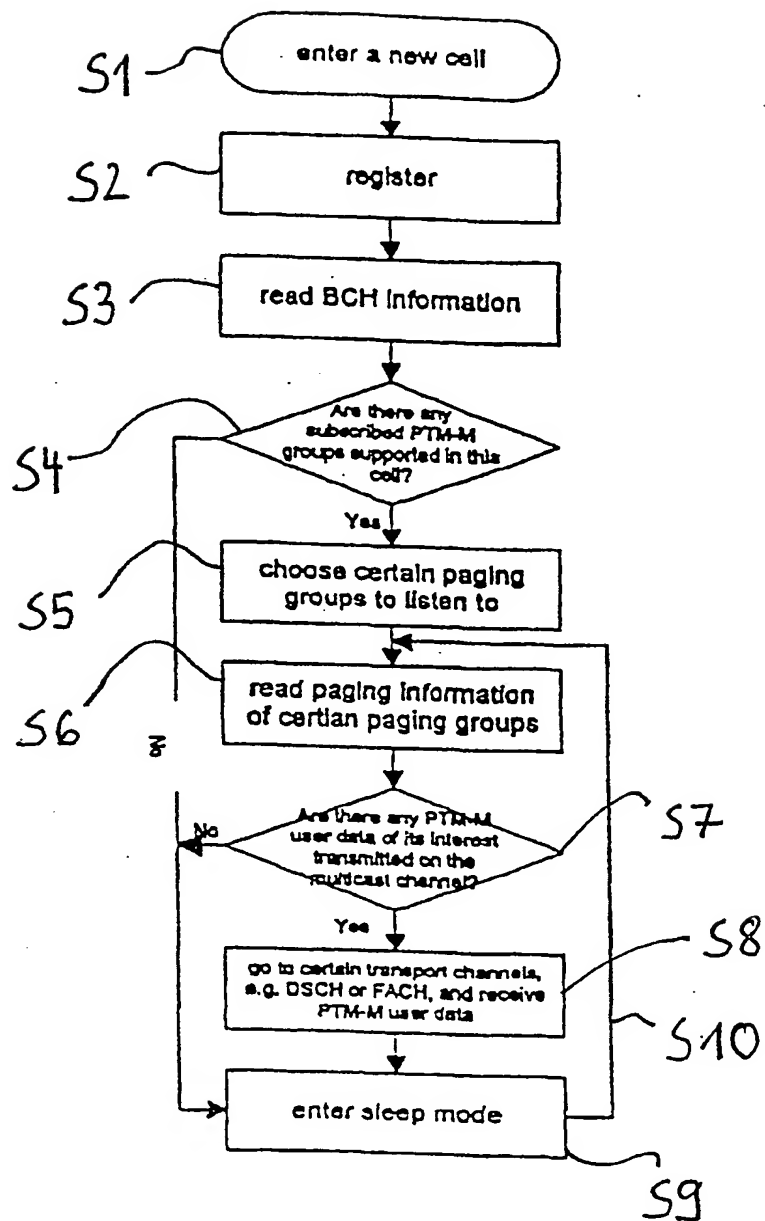 S1
enter a new cell
S2
register
S3
read BCH information
S4
Are there any
subscribed PTM-M
groups supported in this
cell?
Yes
S5
choose certain paging
groups to listen to
S6
read paging information
of certian paging groups
No
S7
Are there any PTM-M
user data of its interest
transmitted on the
multicast channel?
No
Yes
S8
go to certain transport channels,
e.g. DSCH or FACH, and receive
PTM-M user data
S10
enter sleep mode
S9